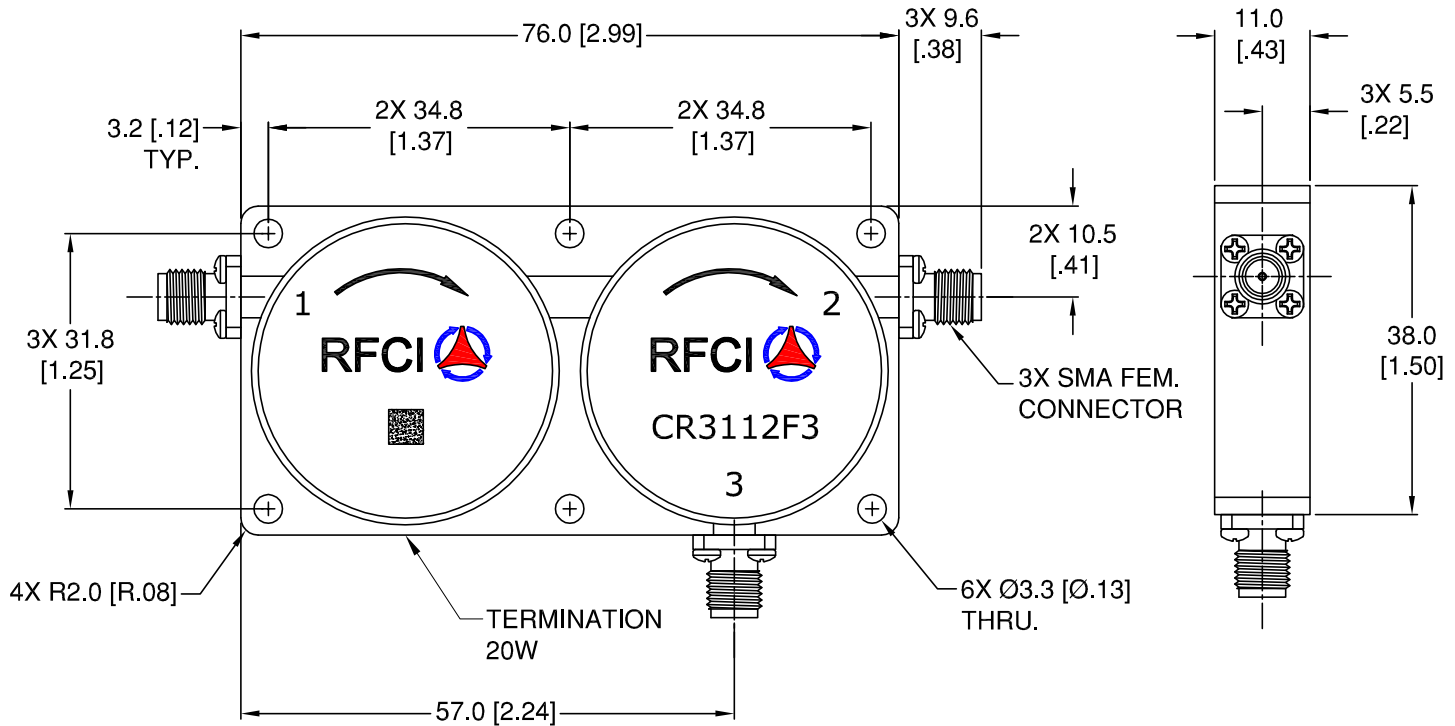 76.0 [2.99]
3X 9.6
[.38]
11.0
[.43]
3.2 [.12]
TYP.
2X 34.8
[1.37]
2X 34.8
[1.37]
3X 5.5
[.22]
2X 10.5
[.41]
1
2
RFCI
RFCI
3X 31.8
[1.25]
38.0
[1.50]
3X SMA FEM.
CONNECTOR
CR3112F3
3
4X R2.0 [R.08]
TERMINATION
20W
6X Ø3.3 [Ø.13]
THRU.
57.0 [2.24]